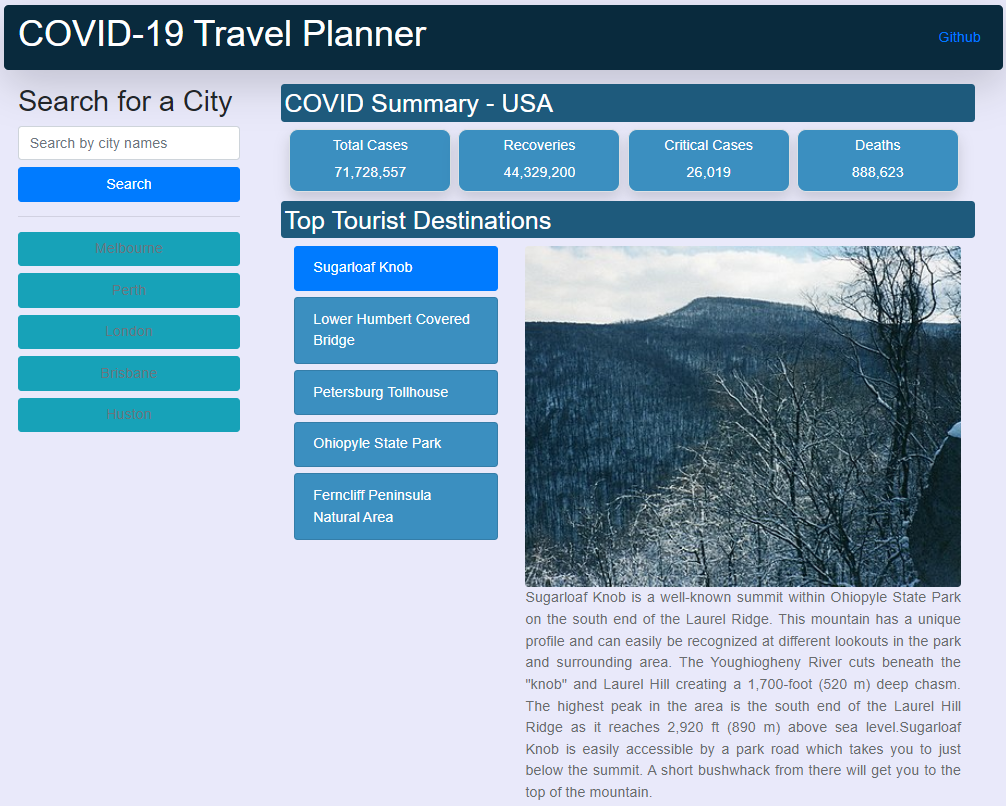 COVID-19 Travel Planner
Github
Search for a City
Search by city names
Search
Melbourne
Perth
London
Brisbane
Huston
COVID Summary - USA
Total Cases
71,728,557
Recoveries
44,329,200
Critical Cases
26,019
Deaths
888,623
Top Tourist Destinations
Sugarloaf Knob
Lower Humbert Covered
Bridge
Petersburg Tollhouse
Ohiopyle State Park
Ferncliff Peninsula
Natural Area
Sugarloaf Knob is a well-known summit within Ohiopyle State Park
on the south end of the Laurel Ridge. This mountain has a unique
profile and can easily be recognized at different lookouts in the park
and surrounding area. The Youghiogheny River cuts beneath the
"knob" and Laurel Hill creating a 1,700-foot (520 m) deep chasm.
The highest peak in the area is the south end of the Laurel Hill
Ridge as it reaches 2,920 ft (890 m) above sea level.Sugarloaf
Knob is easily accessible by a park road which takes you to just
below the summit. A short bushwhack from there will get you to the
top of the mountain.